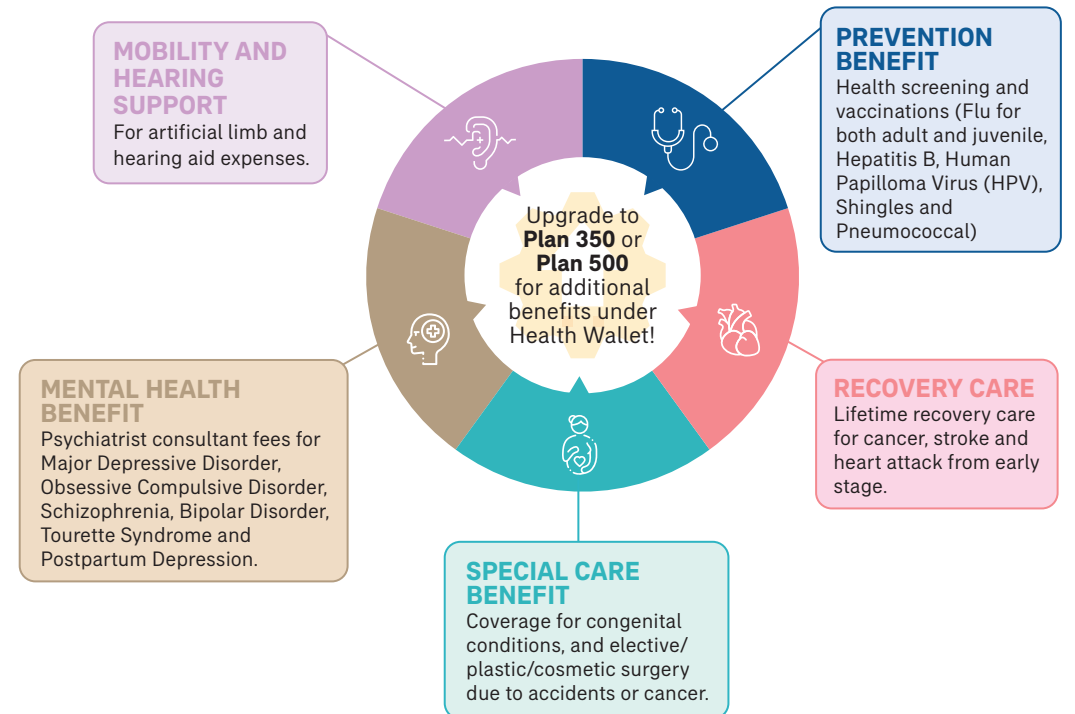 MOBILITY AND
HEARING
SUPPORT
For artificial limb and
hearing aid expenses.
PREVENTION
BENEFIT
Health screening and
vaccinations (Flu for
both adult and juvenile,
Hepatitis B, Human
Papilloma Virus (HPV),
Shingles and
Pneumococcal)
Upgrade to
Plan 350 or
Plan 500
for additional
benefits under
Health Wallet!
MENTAL HEALTH
BENEFIT
Psychiatrist consultant fees for
Major Depressive Disorder,
Obsessive Compulsive Disorder,
Schizophrenia, Bipolar Disorder,
Tourette Syndrome and
Postpartum Depression.
RECOVERY CARE
Lifetime recovery care
for cancer, stroke and
heart attack from early
stage.
SPECIAL CARE
BENEFIT
Coverage for congenital
conditions, and elective/
plastic/cosmetic surgery
due to accidents or cancer.